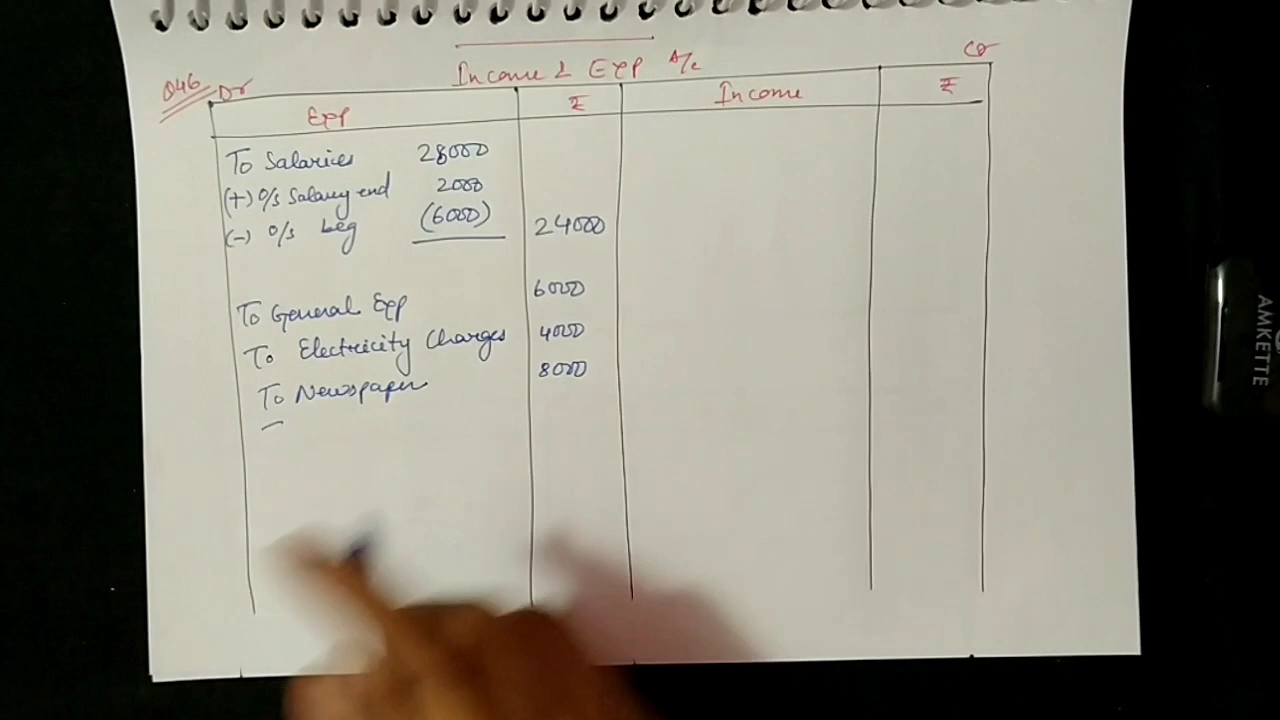 Income & Exp A/c
Q46 Dr Cr
Exp ₹ Income ₹
To Salaries 28000
(+) o/s Salary end 2000
(-) o/s beg (6000) 24000
To General Exp 6000
To Electricity Charges 4000
To Newspaper 8000
AMKETTE